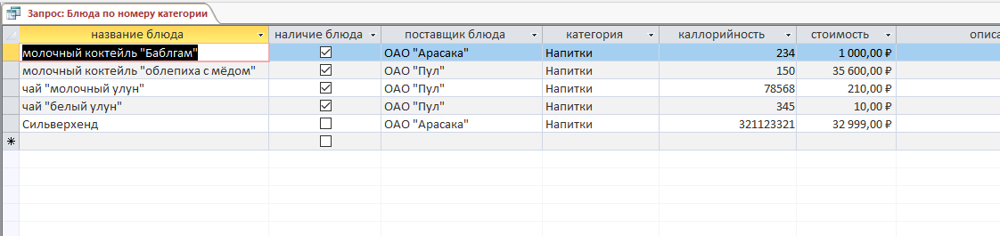 Запрос: Блюда по номеру категории
название блюда наличие блюда поставщик блюда категория каллорийность стоимость описа
молочный коктейль "Баблгам" ОАО "Арасака" Напитки 234 1 000,00 ₽
молочный коктейль "облепиха с мёдом" ОАО "Пул" Напитки 150 35 600,00 ₽
чай "молочный улун" ОАО "Пул" Напитки 78568 210,00 ₽
чай "белый улун" ОАО "Пул" Напитки 345 10,00 ₽
Сильверхенд ОАО "Арасака" Напитки 321123321 32 999,00 ₽